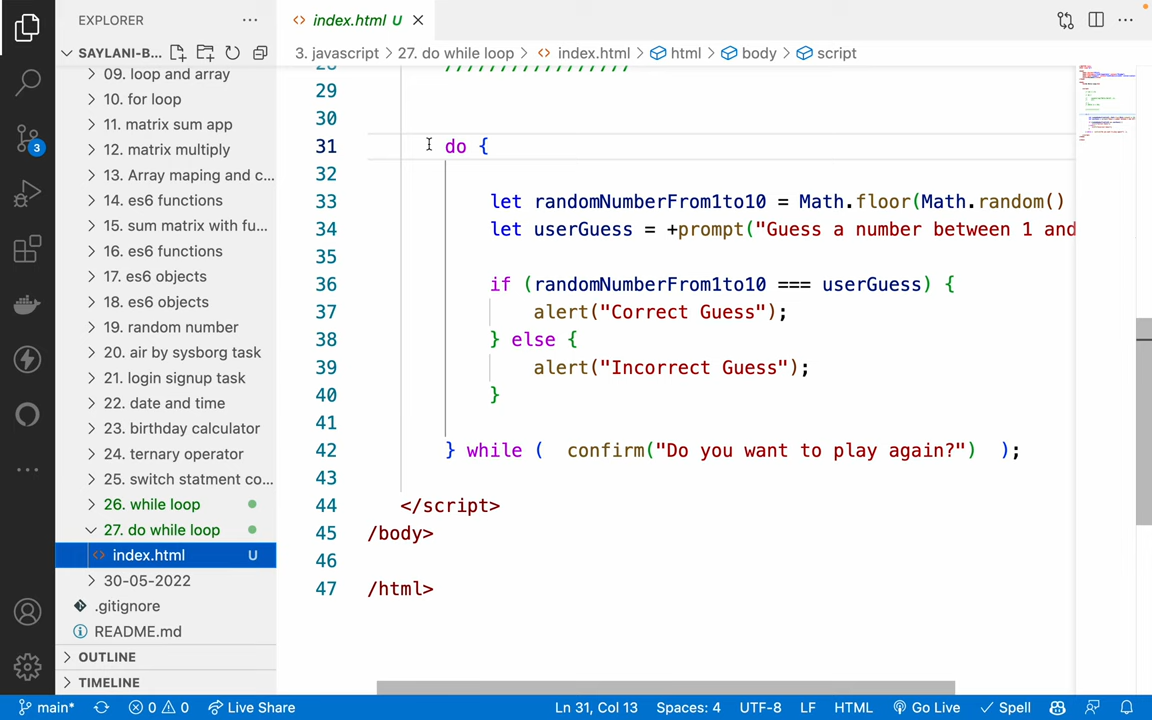 EXPLORER
index.html U
SAYLANI-B...
3. javascript > 27. do while loop > index.html > html > body > script
09. loop and array
10. for loop
11. matrix sum app
12. matrix multiply
13. Array maping and c...
14. es6 functions
15. sum matrix with fu...
16. es6 functions
17. es6 objects
18. es6 objects
19. random number
20. air by sysborg task
21. login signup task
22. date and time
23. birthday calculator
24. ternary operator
25. switch statment co...
26. while loop
27. do while loop
index.html U
30-05-2022
.gitignore
README.md
OUTLINE
TIMELINE
3
28 /////////////////
29
30
31 do {
32
33 let randomNumberFrom1to10 = Math.floor(Math.random()
34 let userGuess = +prompt("Guess a number between 1 and
35
36 if (randomNumberFrom1to10 === userGuess) {
37 alert("Correct Guess");
38 } else {
39 alert("Incorrect Guess");
40 }
41
42 } while ( confirm("Do you want to play again?") );
43
44 </script>
45 /body>
46
47 /html>
main* 0 0 Live Share Ln 31, Col 13 Spaces: 4 UTF-8 LF HTML Go Live Spell